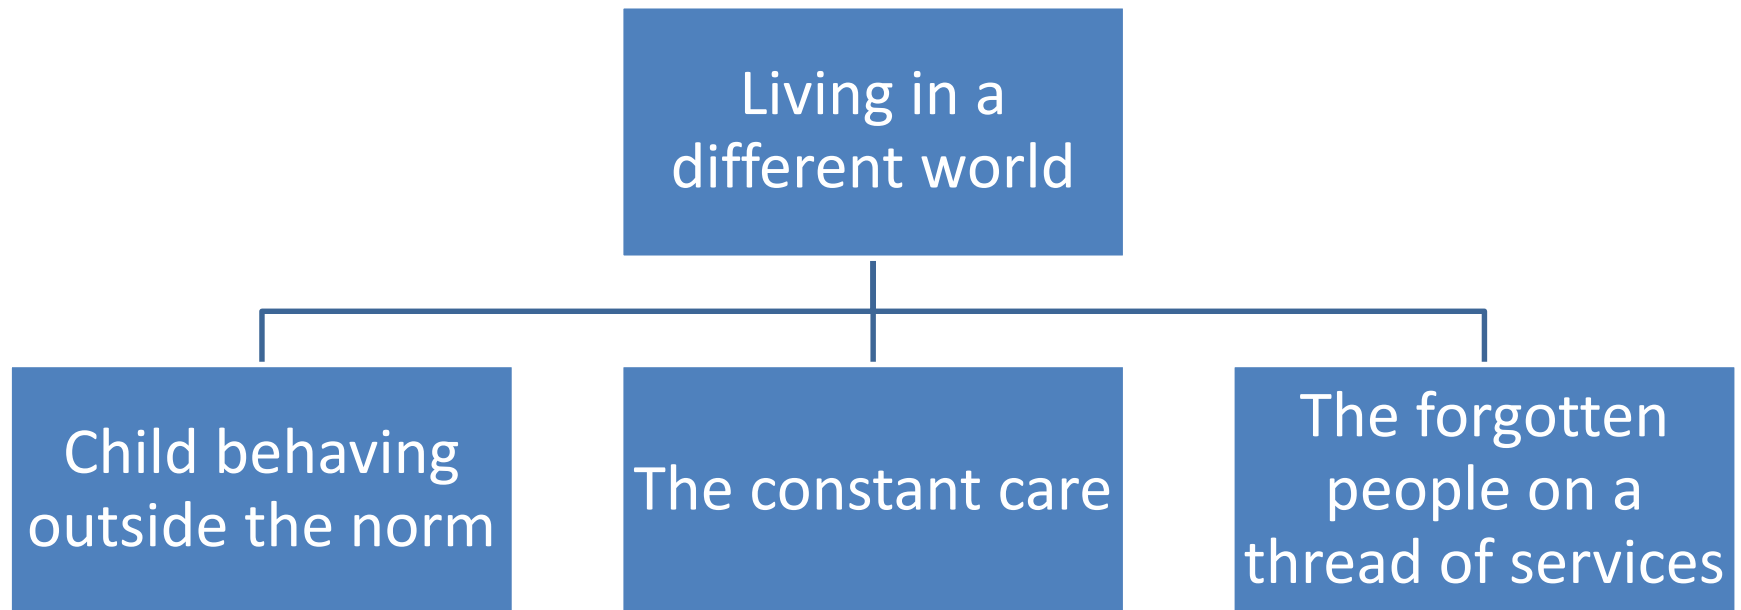 Living in a
different world
Child behaving
outside the norm
The constant care
The forgotten
people on a
thread of services